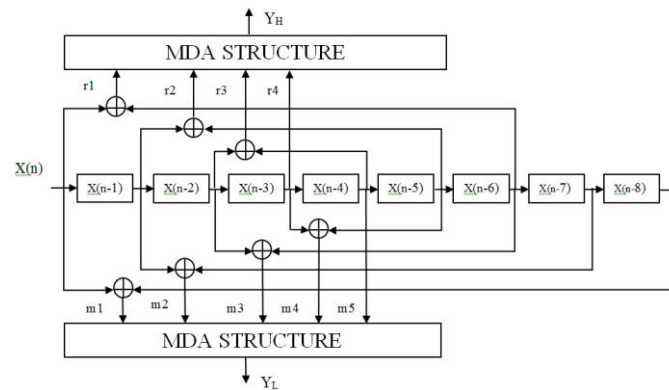 Y_H
MDA STRUCTURE
r1 r2 r3 r4
X(n)
X(n-1) X(n-2) X(n-3) X(n-4) X(n-5) X(n-6) X(n-7) X(n-8)
m1 m2 m3 m4 m5
MDA STRUCTURE
Y_L